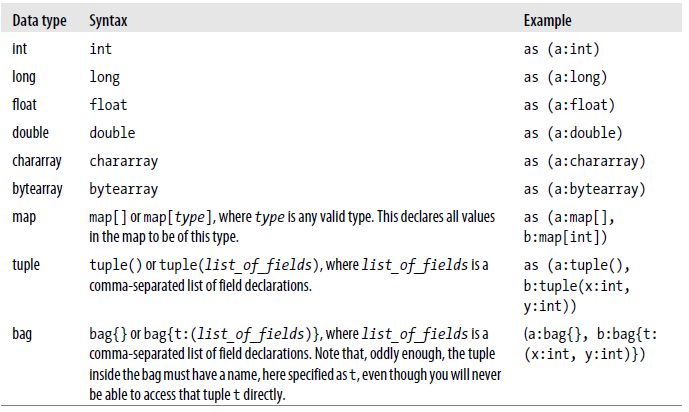 Data type Syntax Example
int int as (a:int)
long long as (a:long)
float float as (a:float)
double double as (a:double)
chararray chararray as (a:chararray)
bytearray bytearray as (a:bytearray)
map map[] or map[type], where type is any valid type. This declares all values as (a:map[],
in the map to be of this type. b:map[int])
tuple tuple() or tuple(list_of_fields), where list_of_fields is a as (a:tuple(),
comma-separated list of field declarations. b:tuple(x:int,
y:int))
bag bag{} or bag{t:(list_of_fields)}, where list_of_fields is a (a:bag{}, b:bag{t:
comma-separated list of field declarations. Note that, oddly enough, the tuple (x:int, y:int)})
inside the bag must have a name, here specified as t, even though you will never
be able to access that tuple t directly.